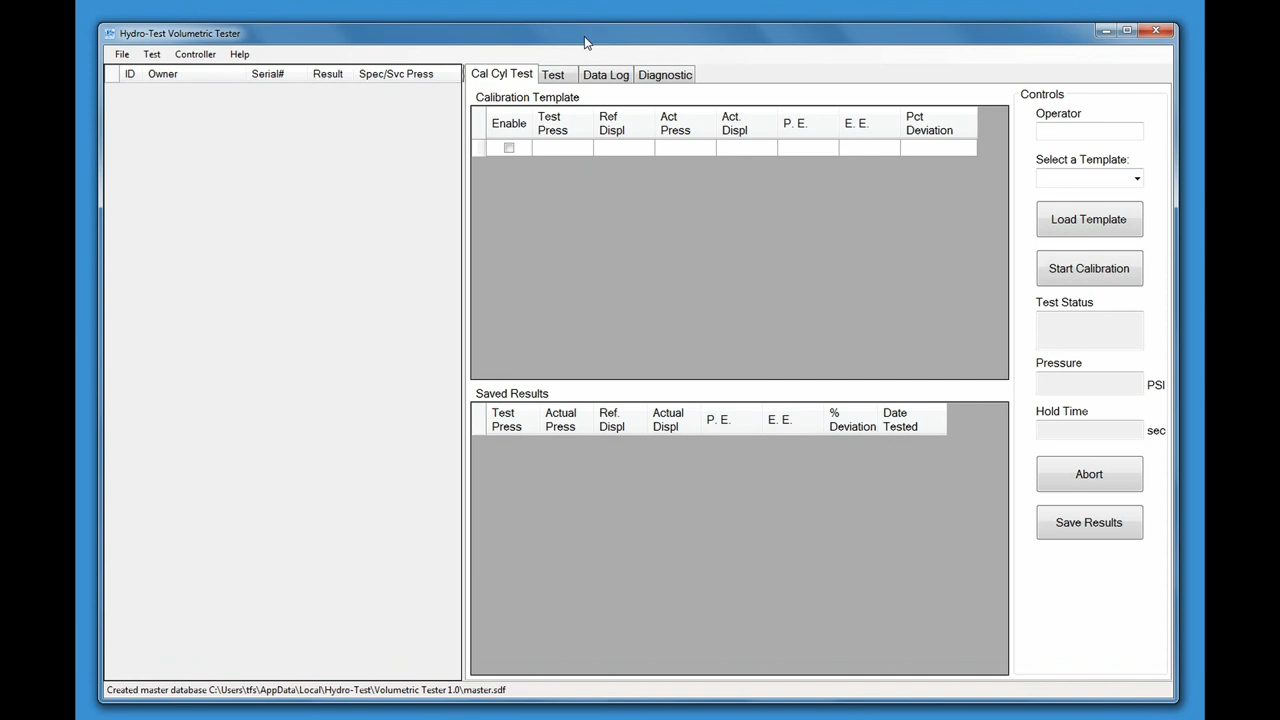 Hydro-Test Volumetric Tester
File Test Controller Help
ID Owner Serial# Result Spec/Svc Press
Cal Cyl Test Test Data Log Diagnostic
Calibration Template
Enable Test Press Ref Displ Act Press Act. Displ P. E. E. E. Pct Deviation
Saved Results
Test Press Actual Press Ref. Displ Actual Displ P. E. E. E. % Deviation Date Tested
Controls
Operator
Select a Template:
Load Template
Start Calibration
Test Status
Pressure
PSI
Hold Time
sec
Abort
Save Results
Created master database C:\Users\tfs\AppData\Local\Hydro-Test\Volumetric Tester 1.0\master.sdf